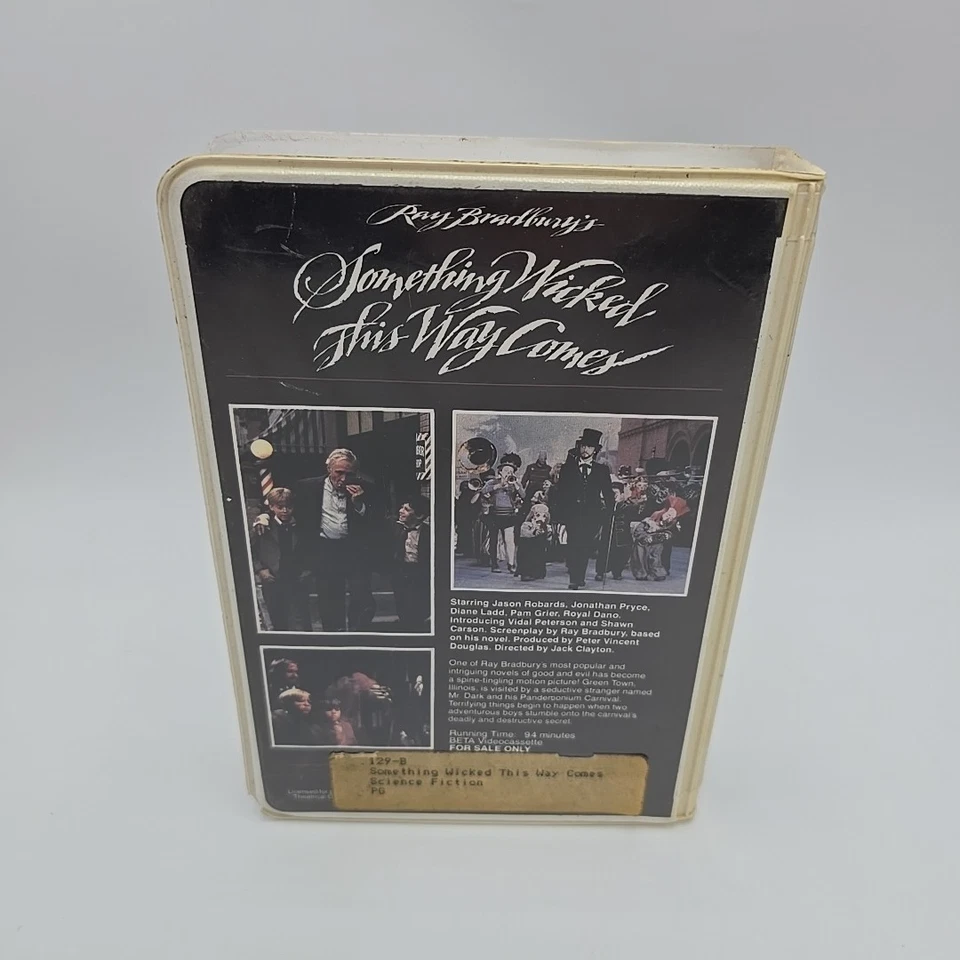 Ray Bradbury's
Something Wicked
This Way Comes
Starring Jason Robards, Jonathan Pryce,
Diane Ladd, Pam Grier, Royal Dano.
Introducing Vidal Peterson and Shawn
Carson. Screenplay by Ray Bradbury, based
on his novel. Produced by Peter Vincent
Douglas. Directed by Jack Clayton.
One of Ray Bradbury's most popular and
intriguing novels of good and evil has become
a spine-tingling motion picture! Green Town,
Illinois, is visited by a seductive stranger named
Mr. Dark and his Pandemonium Carnival.
Terrifying things begin to happen when two
adventurous boys stumble onto the carnival's
deadly and destructive secret.
Running Time: 94 minutes
BETA Videocassette
FOR SALE ONLY
129-B
Something Wicked This Way Comes
Science Fiction
PG
Licensed for